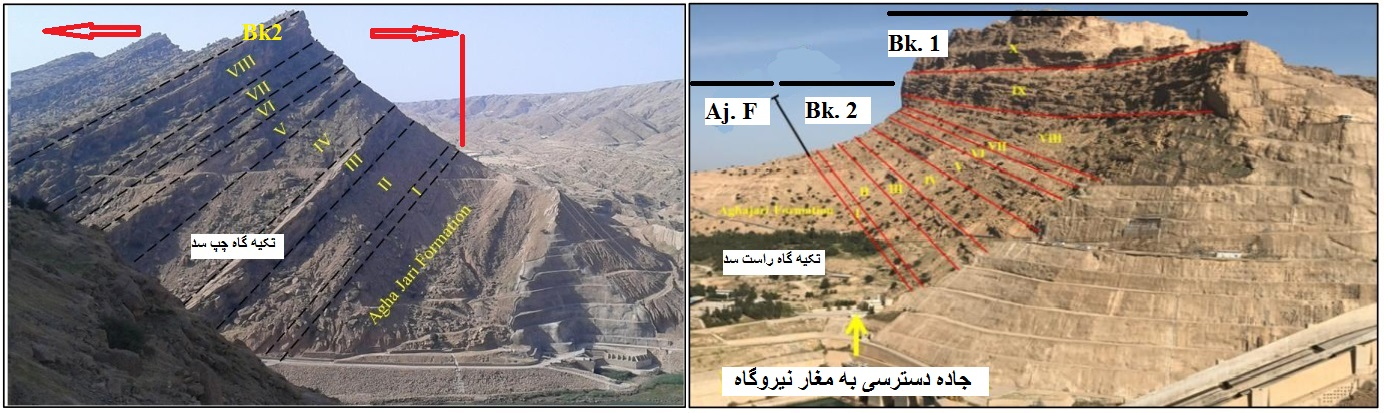 Bk2
VIII
VII
VI
V
IV
III
II
I
Agha Jari Formation
تکیه گاه چپ سد
Bk. 1
X
IX
Aj. F
Bk. 2
VIII
VII
VI
V
IV
III
II
I
Aghajari Formation
تکیه گاه راست سد
جاده دسترسی به مغار نیروگاه